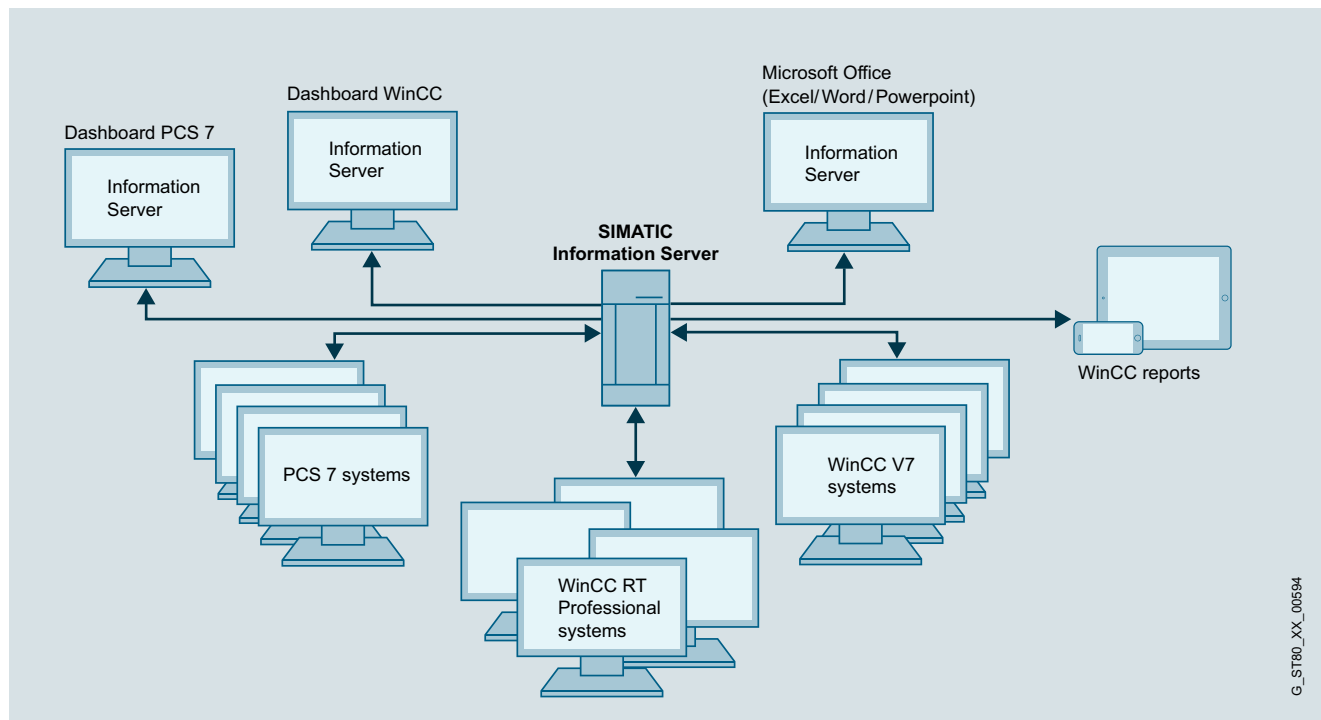 Microsoft Office
(Excel/Word/Powerpoint)
Dashboard WinCC
Dashboard PCS 7
Information
Server
Information
Server
Information
Server
SIMATIC
Information Server
WinCC reports
PCS 7 systems
WinCC V7
systems
WinCC RT
Professional
systems
G_ST80_XX_00594